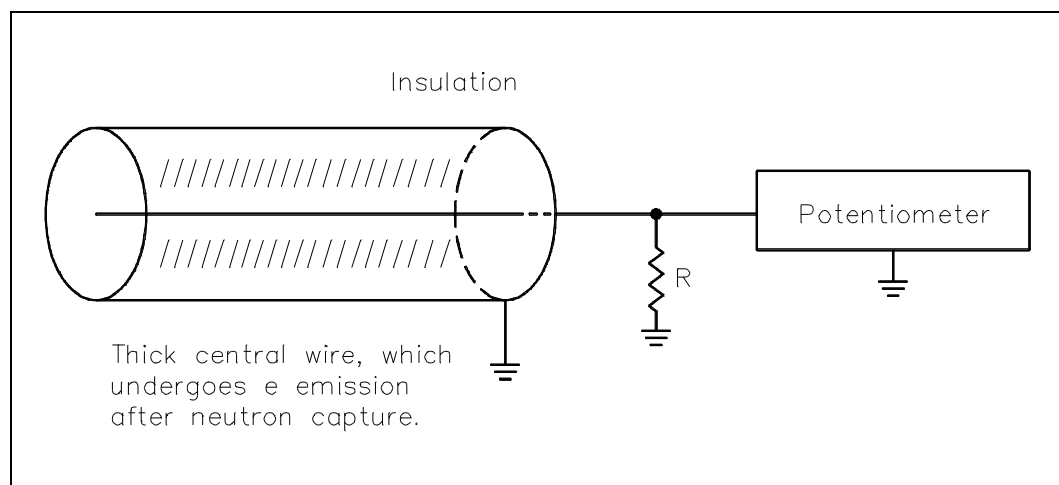 Insulation
Potentiometer
R
Thick central wire, which
undergoes e emission
after neutron capture.